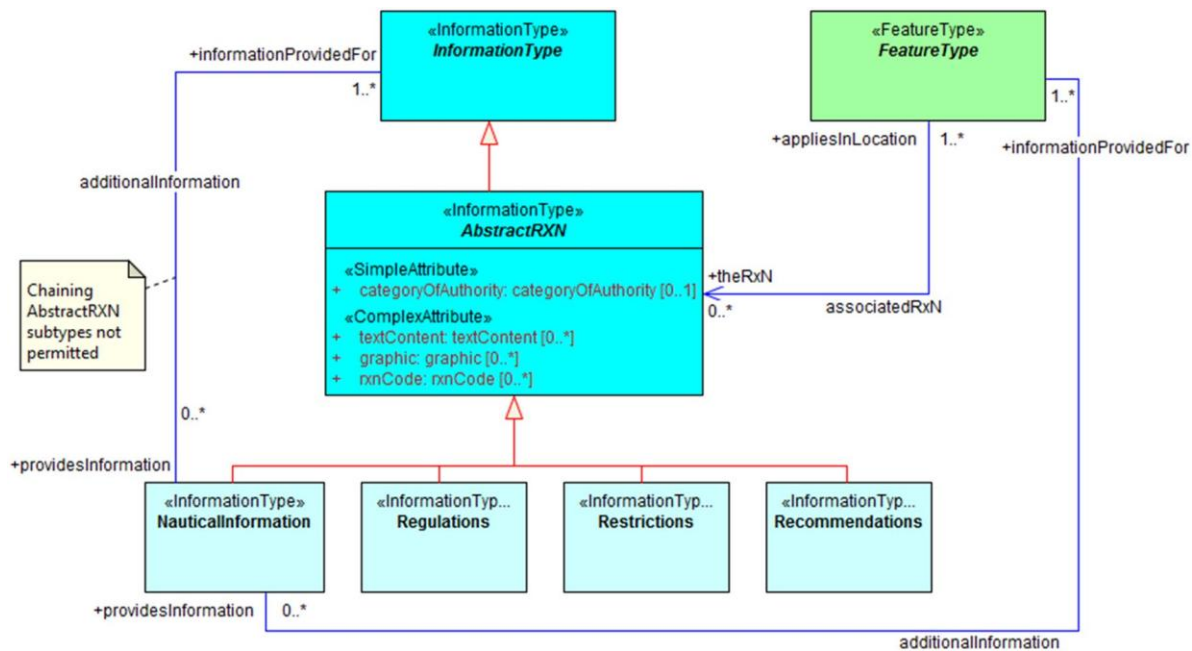 «InformationType»
InformationType
«FeatureType»
FeatureType
+informationProvidedFor
1..*
1..*
+appliesInLocation
1..*
+informationProvidedFor
additionalInformation
«InformationType»
AbstractRXN
«SimpleAttribute»
+ categoryOfAuthority: categoryOfAuthority [0..1]
«ComplexAttribute»
+ textContent: textContent [0..*]
+ graphic: graphic [0..*]
+ rxnCode: rxnCode [0..*]
+theRxN
0..*
associatedRxN
Chaining
AbstractRXN
subtypes not
permitted
0..*
+providesInformation
«InformationType»
NauticalInformation
«InformationTyp...
Regulations
«InformationTyp...
Restrictions
«InformationTyp...
Recommendations
+providesInformation
0..*
additionalInformation